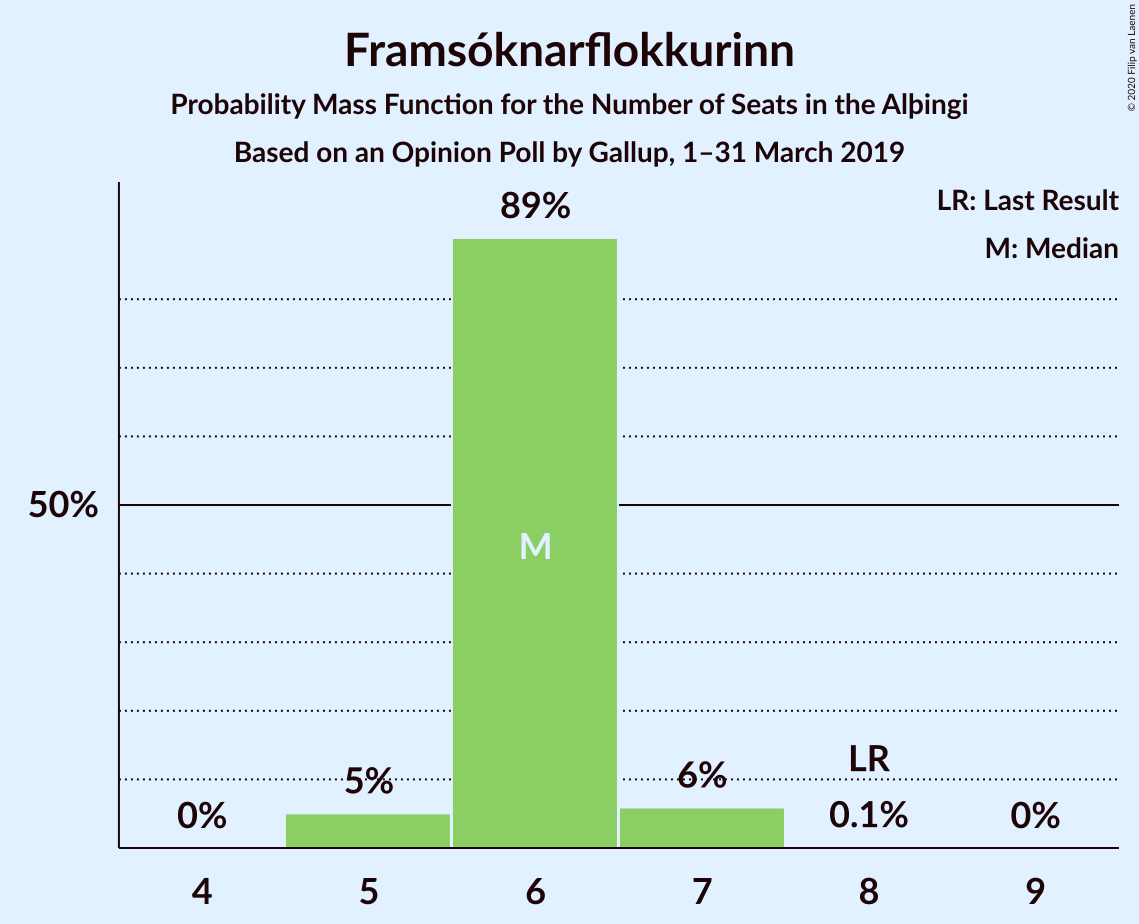 Framsóknarflokkurinn
Probability Mass Function for the Number of Seats in the Alþingi
Based on an Opinion Poll by Gallup, 1–31 March 2019
© 2020 Filip van Laenen
LR: Last Result
M: Median
89%
50%
M
LR
0%
5%
6%
0.1%
0%
4 5 6 7 8 9